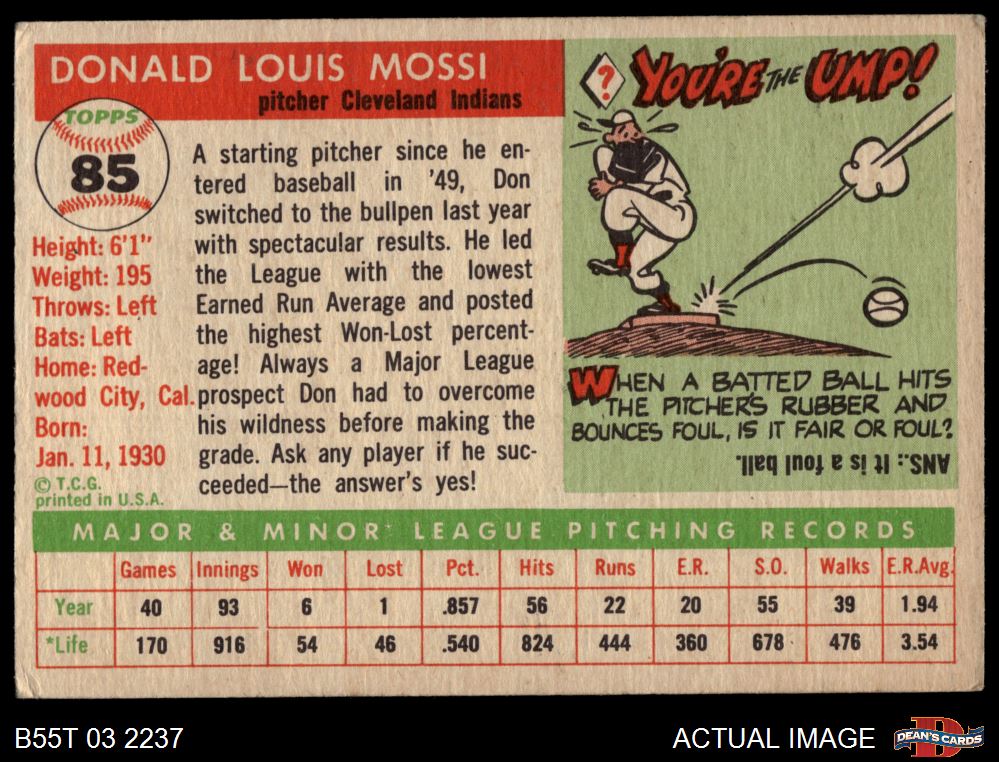 DONALD LOUIS MOSSI
pitcher Cleveland Indians
TOPPS
85
Height: 6'1"
Weight: 195
Throws: Left
Bats: Left
Home: Red-
wood City, Cal.
Born:
Jan. 11, 1930
© T.C.G.
printed in U.S.A.
A starting pitcher since he en-
tered baseball in '49, Don
switched to the bullpen last year
with spectacular results. He led
the League with the lowest
Earned Run Average and posted
the highest Won-Lost percent-
age! Always a Major League
prospect Don had to overcome
his wildness before making the
grade. Ask any player if he suc-
ceeded—the answer's yes!
? YOU'RE THE UMP!
WHEN A BATTED BALL HITS
THE PITCHER'S RUBBER AND
BOUNCES FOUL, IS IT FAIR OR FOUL?
ANS.: It is a foul ball.
MAJOR & MINOR LEAGUE PITCHING RECORDS
Games Innings Won Lost Pct. Hits Runs E.R. S.O. Walks E.R.Avg.
Year 40 93 6 1 .857 56 22 20 55 39 1.94
*Life 170 916 54 46 .540 824 444 360 678 476 3.54
B55T 03 2237
ACTUAL IMAGE
DEAN'S CARDS